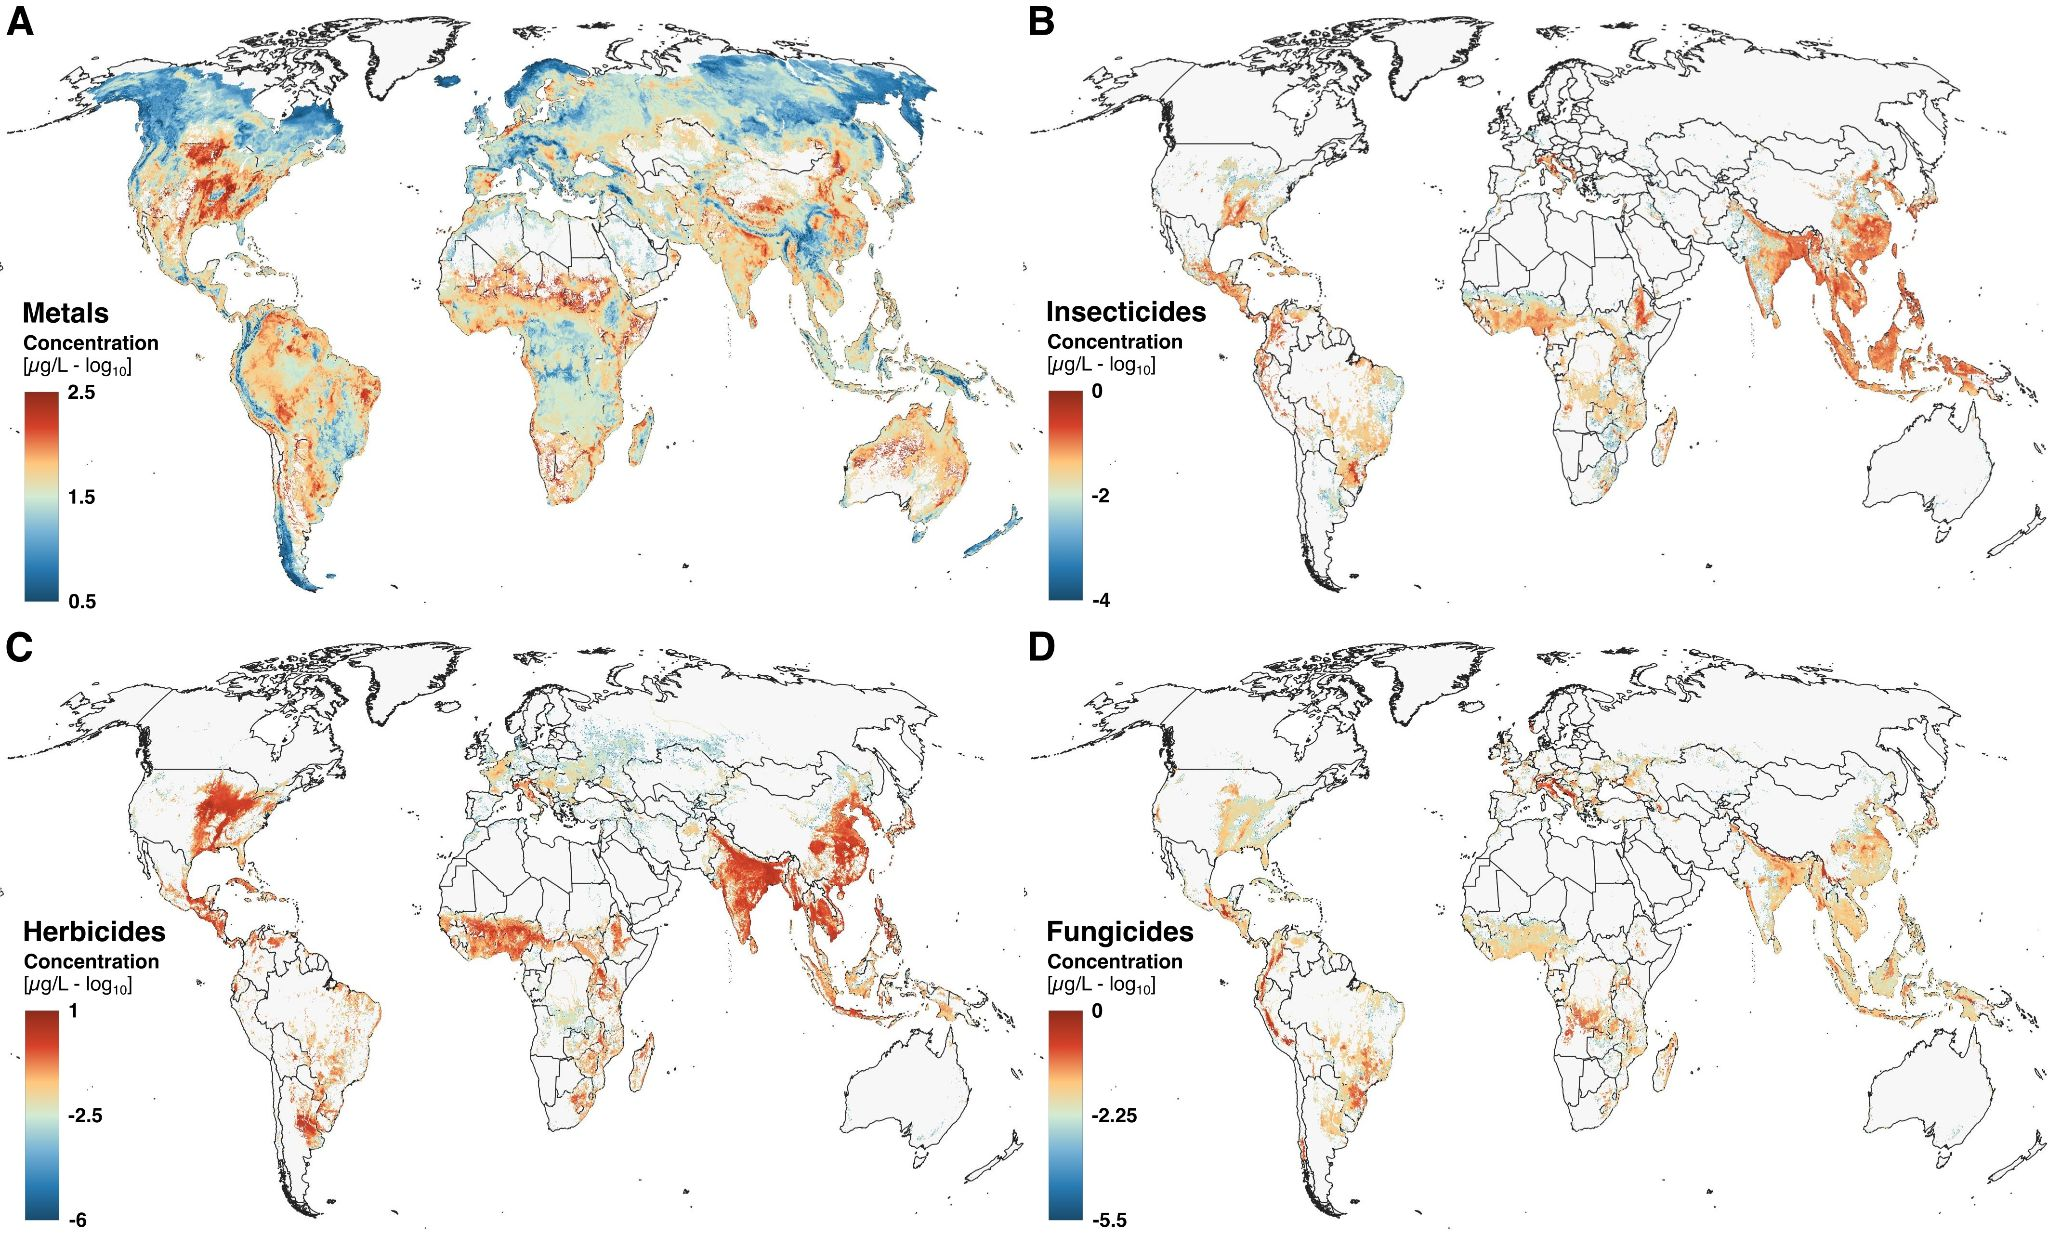 A
Metals
Concentration
[µg/L - log₁₀]
2.5
1.5
0.5
B
Insecticides
Concentration
[µg/L - log₁₀]
0
-2
-4
C
Herbicides
Concentration
[µg/L - log₁₀]
1
-2.5
-6
D
Fungicides
Concentration
[µg/L - log₁₀]
0
-2.25
-5.5